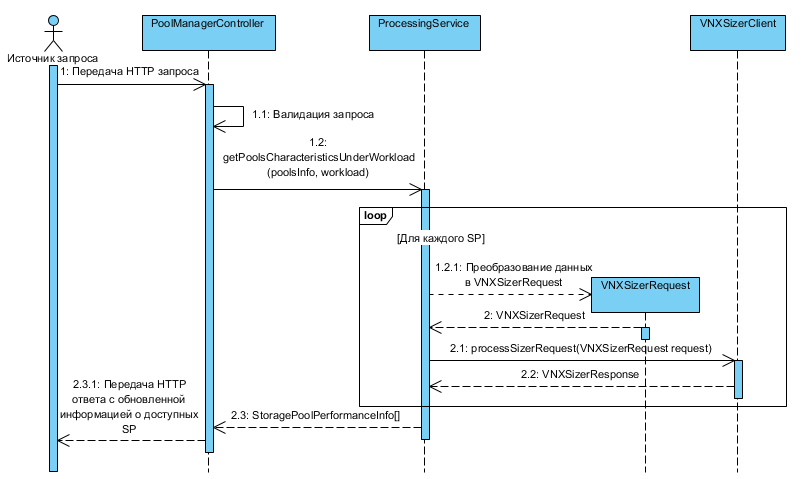 PoolManagerController
ProcessingService
VNXSizerClient
Источник запроса
1: Передача HTTP запроса
1.1: Валидация запроса
1.2:
getPoolsCharacteristicsUnderWorkload
(poolsInfo, workload)
loop
[Для каждого SP]
1.2.1: Преобразование данных
в VNXSizerRequest
VNXSizerRequest
2: VNXSizerRequest
2.1: processSizerRequest(VNXSizerRequest request)
2.2: VNXSizerResponse
2.3: StoragePoolPerformanceInfo[]
2.3.1: Передача HTTP
ответа с обновленной
информацией о доступных
SP